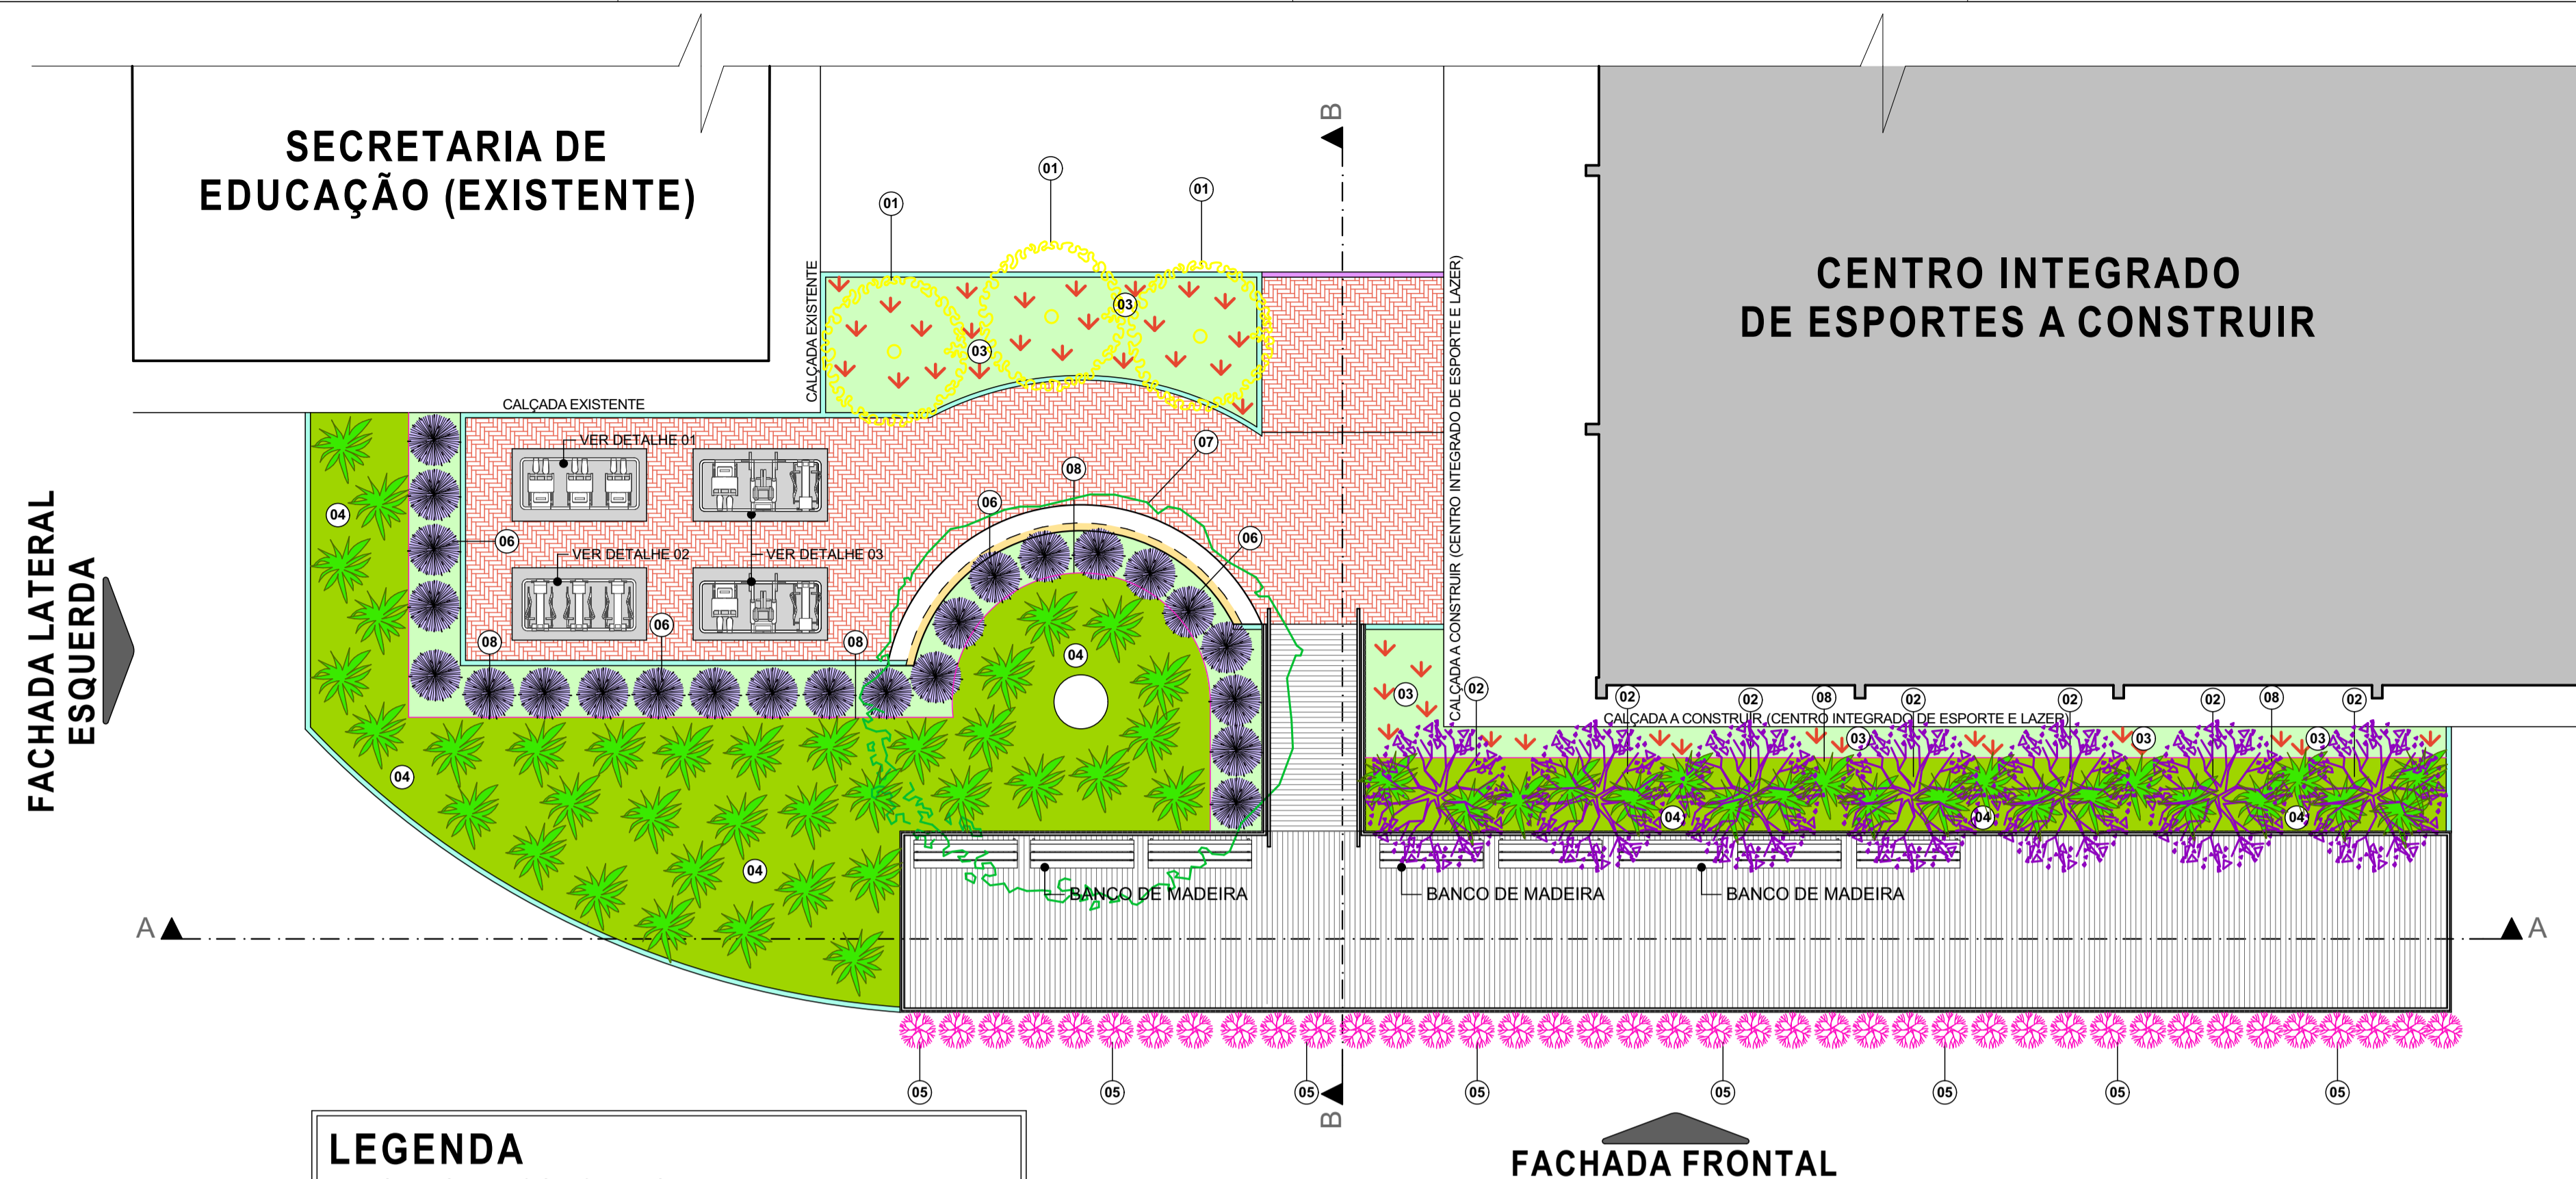 B
01
01
01
SECRETARIA DE
EDUCAÇÃO (EXISTENTE)
CENTRO INTEGRADO
DE ESPORTES A CONSTRUIR
CALÇADA EXISTENTE
CALÇADA A CONSTRUIR (CENTRO INTEGRADO DE ESPORTE E LAZER)
03
03
CALÇADA EXISTENTE
VER DETALHE 01
07
08
06
04
06
06
VER DETALHE 02
VER DETALHE 03
FACHADA LATERAL
ESQUERDA
08
06
08
04
03
02
02
02
08
02
02
02
08
02
CALÇADA A CONSTRUIR (CENTRO INTEGRADO DE ESPORTE E LAZER)
03
03
03
04
04
04
04
04
BANCO DE MADEIRA
BANCO DE MADEIRA
BANCO DE MADEIRA
A
A
05
05
05
05
05
05
05
05
B
LEGENDA
FACHADA FRONTAL